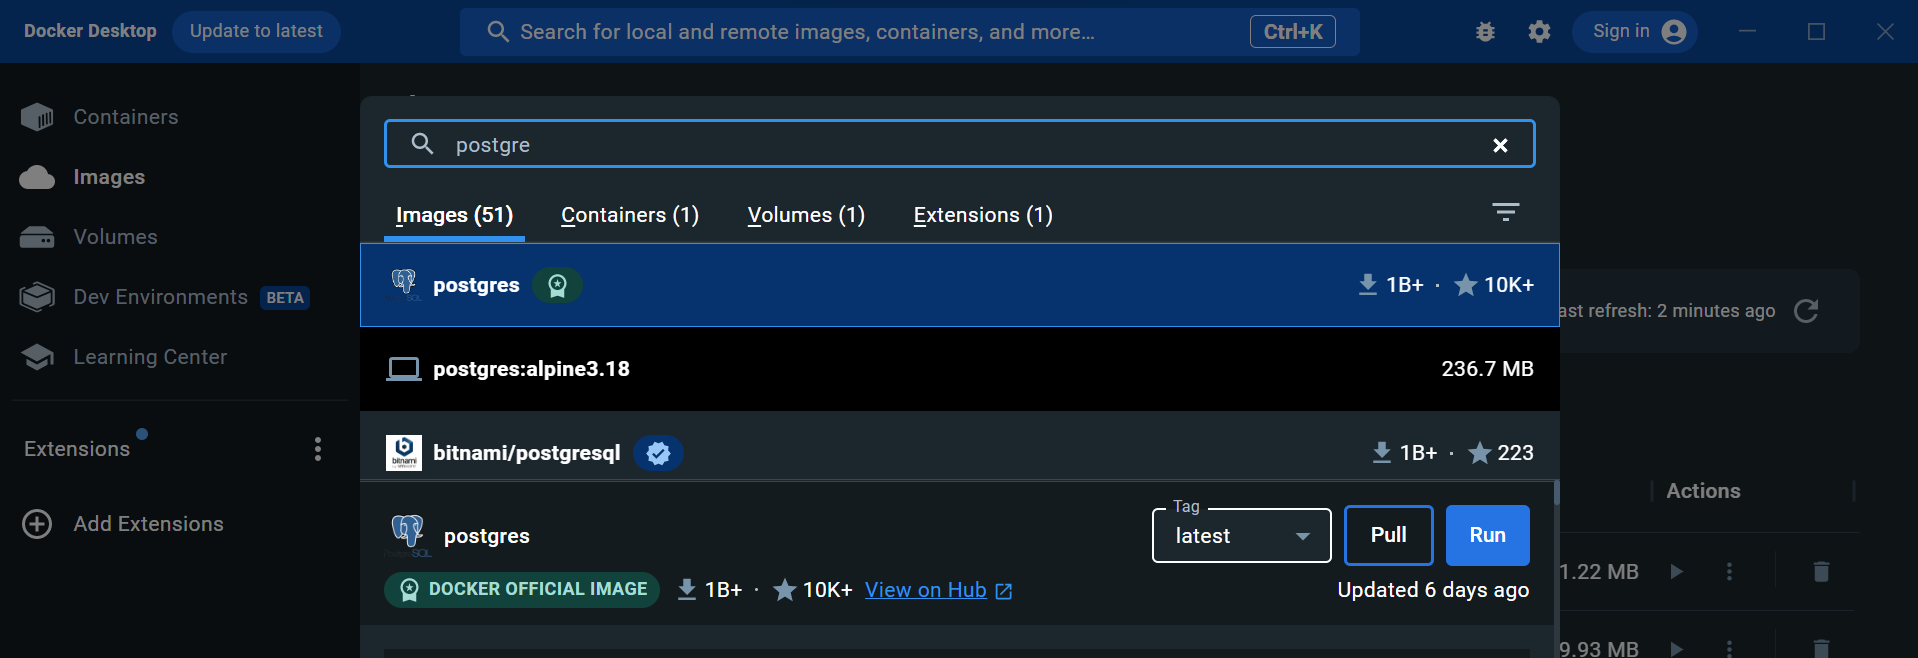 Docker Desktop Update to latest Search for local and remote images, containers, and more... Ctrl+K Sign in
Containers
Images
Volumes
Dev Environments BETA
Learning Center
Extensions
Add Extensions
postgre
Images (51) Containers (1) Volumes (1) Extensions (1)
postgres 1B+ · 10K+
postgres:alpine3.18 236.7 MB
bitnami
bitnami/postgresql 1B+ · 223
postgres Tag latest Pull Run
DOCKER OFFICIAL IMAGE 1B+ · 10K+ View on Hub Updated 6 days ago
ast refresh: 2 minutes ago
Actions
1.22 MB
9.93 MB